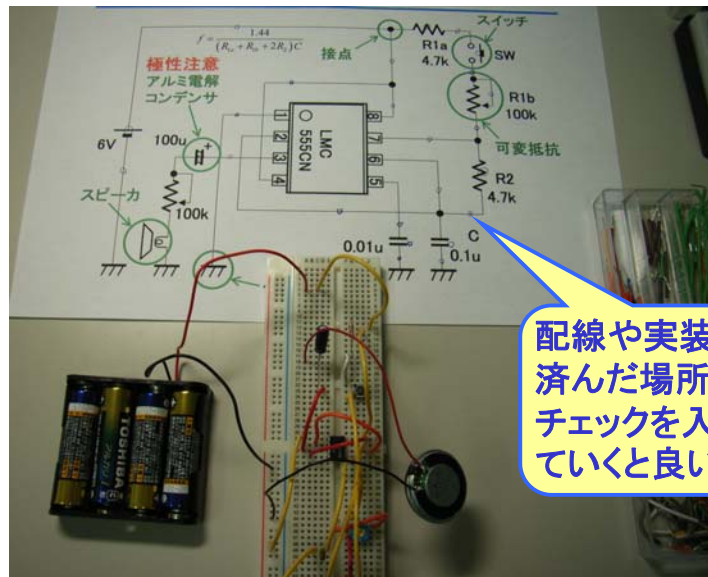 f = 1.44 / (R1a + R1b + 2R2)C
極性注意
アルミ電解
コンデンサ
接点
スイッチ
R1a
4.7k
SW
R1b
100k
可変抵抗
6V
100u
+
1
2
3
4
LMC
555CN
8
7
6
5
R2
4.7k
スピーカ
100k
0.01u
C
0.1u
配線や実装
済んだ場所
チェックを入
ていくと良い
TOSHIBA